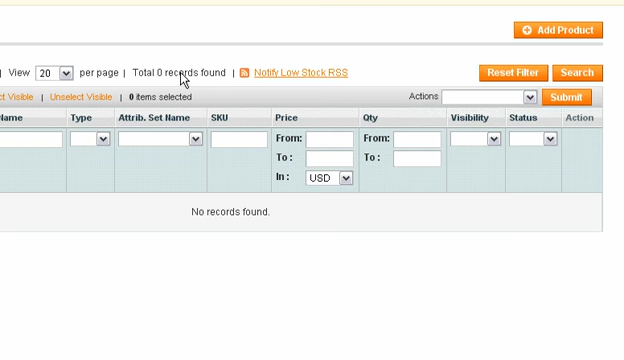 Add Product
| View 20 per page | Total 0 records found | Notify Low Stock RSS Reset Filter Search
Visible | Unselect Visible | 0 items selected Actions Submit
Name Type Attrib. Set Name SKU Price Qty Visibility Status Action
From: From:
To : To :
In : USD
No records found.